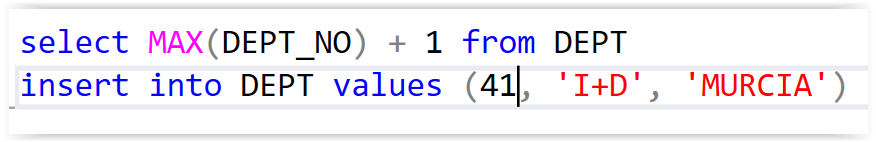 select MAX(DEPT_NO) + 1 from DEPT
insert into DEPT values (41, 'I+D', 'MURCIA')